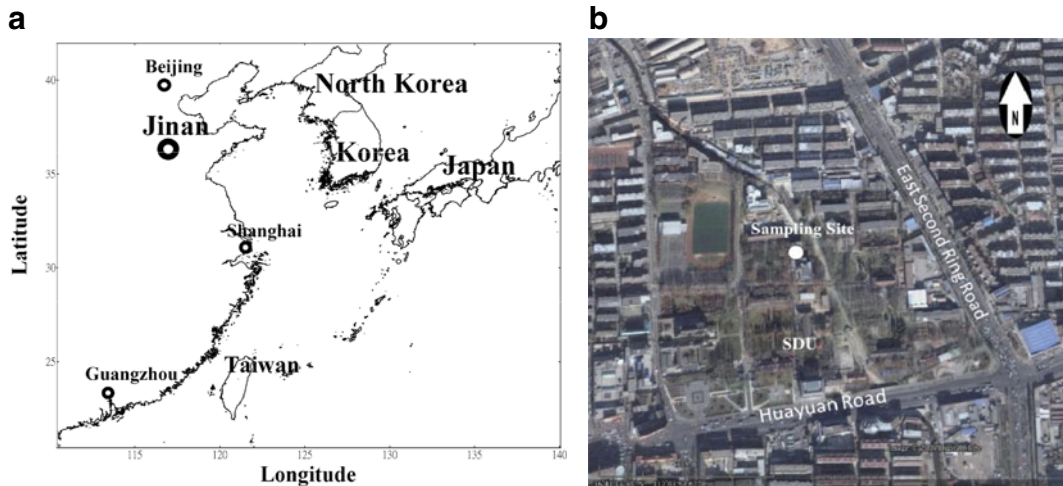 a
Beijing
North Korea
Jinan
Korea
Japan
Shanghai
Taiwan
Guangzhou
Latitude
40
35
30
25
115
120
125
130
135
140
Longitude
b
N
East Second Ring Road
Sampling Site
SDU
Huayuan Road